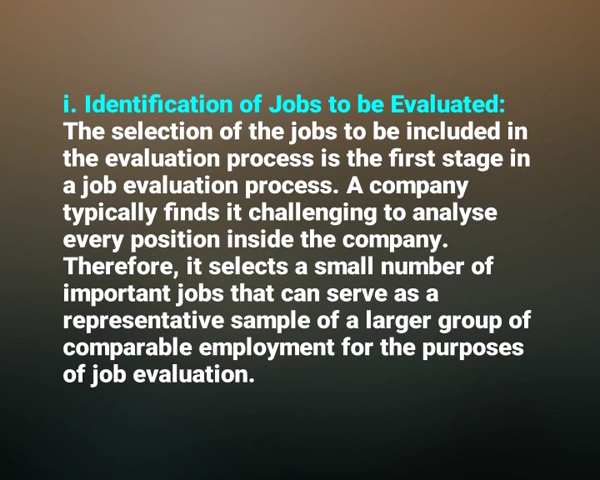 i. Identification of Jobs to be Evaluated:
The selection of the jobs to be included in
the evaluation process is the first stage in
a job evaluation process. A company
typically finds it challenging to analyse
every position inside the company.
Therefore, it selects a small number of
important jobs that can serve as a
representative sample of a larger group of
comparable employment for the purposes
of job evaluation.